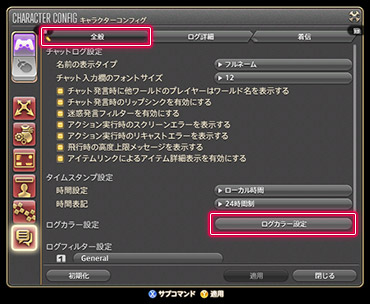 CHARACTER CONFIG キャラクターコンフィグ
全般 ログ詳細 着信
チャットログ設定
名前の表示タイプ ▶フルネーム
チャット入力欄のフォントサイズ ▶12
チャット発言時に他ワールドのプレイヤーはワールド名を表示する
チャット発言時のリップシンクを有効にする
迷惑発言フィルターを有効にする
アクション実行時のスクリーンエラーを表示する
アクション実行時のリキャストエラーを表示する
飛行時の高度上限メッセージを表示する
アイテムリンクによるアイテム詳細表示を有効にする
タイムスタンプ設定
時間設定 ▶ローカル時間
時間表記 ▶24時間制
ログカラー設定 ログカラー設定
ログフィルター設定
1 General
初期化 適用 閉じる
X サブコマンド Y 適用